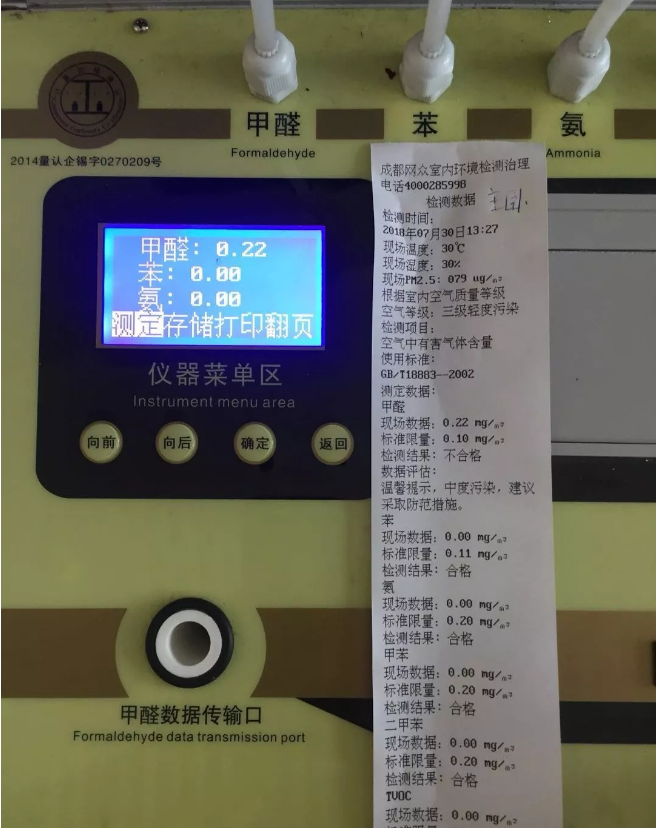 甲醛
Formaldehyde
苯
氨
Ammonia
2014量认企锡字0270209号
甲醛: 0.22
苯: 0.00
氨: 0.00
测定存储打印翻页
仪器菜单区
Instrument menu area
向前
向后
确定
返回
甲醛数据传输口
Formaldehyde data transmission port
成都网众室内环境检测治理
电话4000285998
检测数据
检测时间:
2018年07月30日13:27
现场温度: 30℃
现场湿度: 30%
现场PM2.5: 079 ug/m³
根据室内空气质量等级
空气等级: 三级轻度污染
检测项目:
空气中有害气体含量
使用标准:
GB/T18883--2002
测定数据:
甲醛
现场数据: 0.22 mg/m³
标准限量: 0.10 mg/m³
检测结果: 不合格
数据评估:
温馨提示, 中度污染, 建议
采取防范措施。
苯
现场数据: 0.00 mg/m³
标准限量: 0.11 mg/m³
检测结果: 合格
氨
现场数据: 0.00 mg/m³
标准限量: 0.20 mg/m³
检测结果: 合格
甲苯
现场数据: 0.00 mg/m³
标准限量: 0.20 mg/m³
检测结果: 合格
二甲苯
现场数据: 0.00 mg/m³
标准限量: 0.20 mg/m³
检测结果: 合格
TVOC
现场数据: 0.00 mg/m³